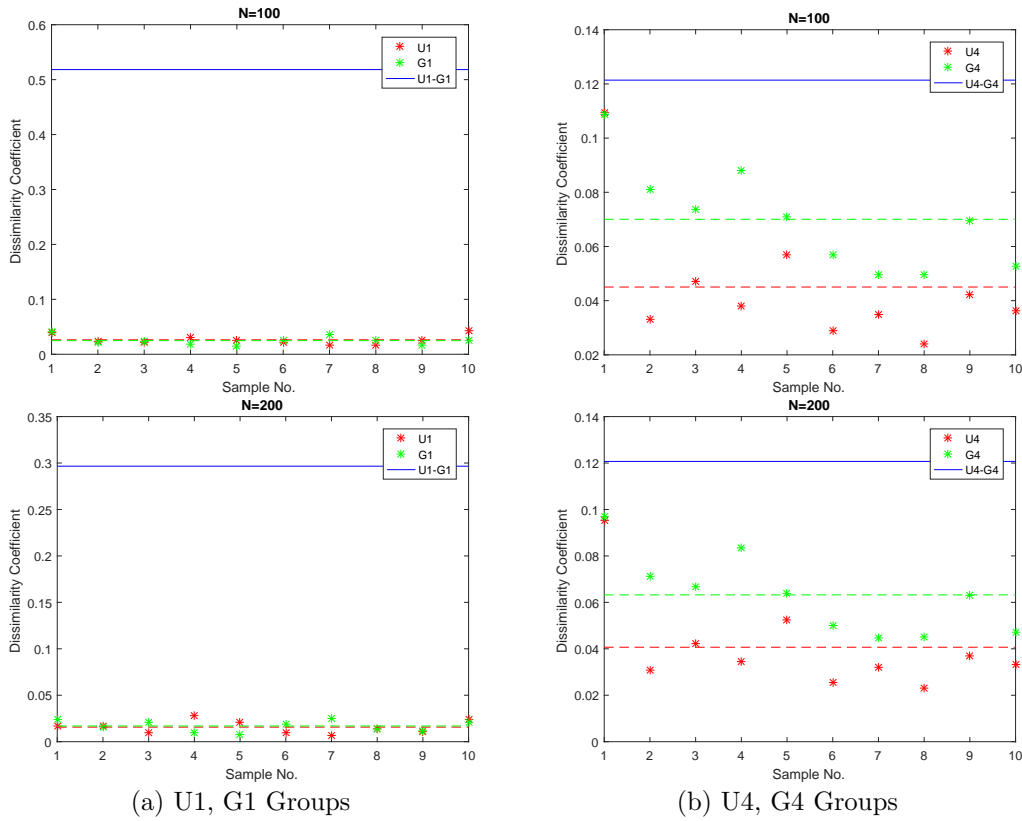 N=100
0.6
0.5
0.4
0.3
0.2
0.1
0
Dissimilarity Coefficient
U1
G1
U1-G1
1 2 3 4 5 6 7 8 9 10
Sample No.
N=100
0.14
0.12
0.1
0.08
0.06
0.04
0.02
Dissimilarity Coefficient
U4
G4
U4-G4
1 2 3 4 5 6 7 8 9 10
Sample No.
N=200
0.35
0.3
0.25
0.2
0.15
0.1
0.05
0
Dissimilarity Coefficient
U1
G1
U1-G1
1 2 3 4 5 6 7 8 9 10
Sample No.
N=200
0.14
0.12
0.1
0.08
0.06
0.04
0.02
0
Dissimilarity Coefficient
U4
G4
U4-G4
1 2 3 4 5 6 7 8 9 10
Sample No.
(a) U1, G1 Groups
(b) U4, G4 Groups